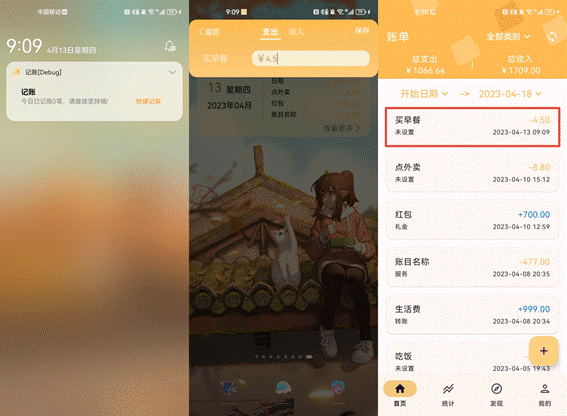 中国移动
79
9:09
4月13日星期四
记账[Debug]
记账
今日已记账0笔，请继续坚持哦!
快捷记账
9:09
79
返回
支出
收入
保存
买早餐
￥4.5
13
星期四
2023年04月
日期
点外卖
红包
账目名称
查看更多
9:50
79
账单
全部类别
总支出
￥1066.64
总收入
￥1709.00
开始日期
->
2023-04-18
买早餐
-4.50
未设置
2023-04-13 09:09
点外卖
-8.80
未设置
2023-04-10 15:12
红包
+700.00
礼金
2023-04-10 12:59
账目名称
-477.00
服务
2023-04-08 20:35
生活费
+999.00
转账
2023-04-08 20:34
吃饭
未设置
2023-04-05 19:43
+
首页
统计
发现
我的